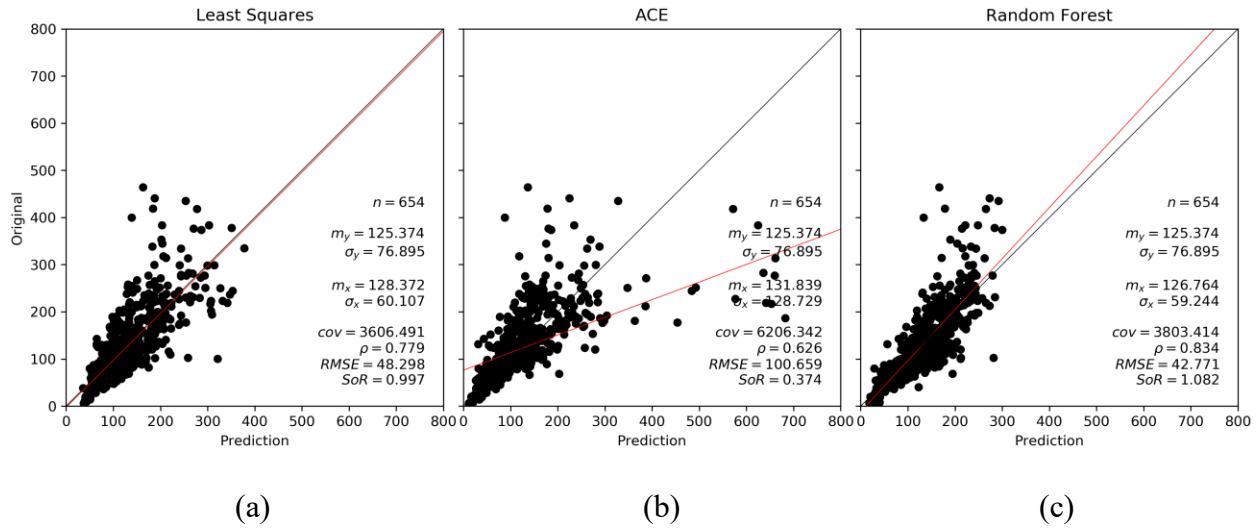 Least Squares
ACE
Random Forest
Original
800
700
600
500
400
300
200
100
0
n = 654
m_y = 125.374
σ_y = 76.895
m_x = 128.372
σ_x = 60.107
cov = 3606.491
ρ = 0.779
RMSE = 48.298
SoR = 0.997
0 100 200 300 400 500 600 700 800
Prediction
n = 654
m_y = 125.374
σ_y = 76.895
m_x = 131.839
σ_x = 128.729
cov = 6206.342
ρ = 0.626
RMSE = 100.659
SoR = 0.374
0 100 200 300 400 500 600 700 800
Prediction
n = 654
m_y = 125.374
σ_y = 76.895
m_x = 126.764
σ_x = 59.244
cov = 3803.414
ρ = 0.834
RMSE = 42.771
SoR = 1.082
0 100 200 300 400 500 600 700 800
Prediction
(a)
(b)
(c)